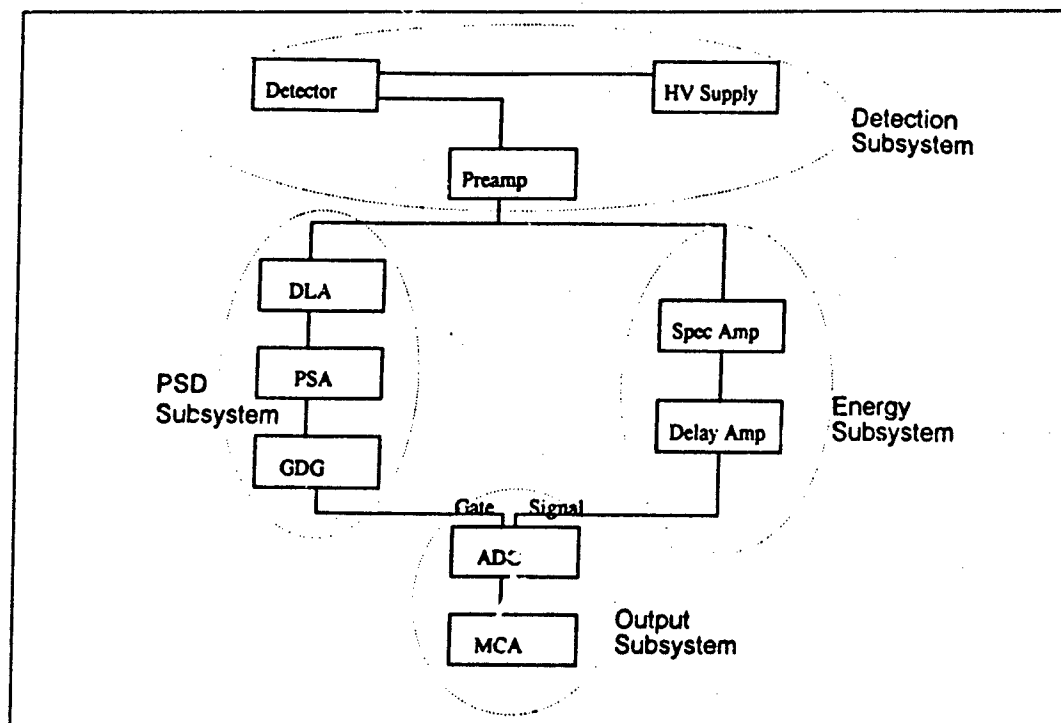 Detector
HV Supply
Detection
Subsystem
Preamp
DLA
Spec Amp
PSA
PSD
Subsystem
Delay Amp
Energy
Subsystem
GDG
Gate
Signal
ADC
MCA
Output
Subsystem